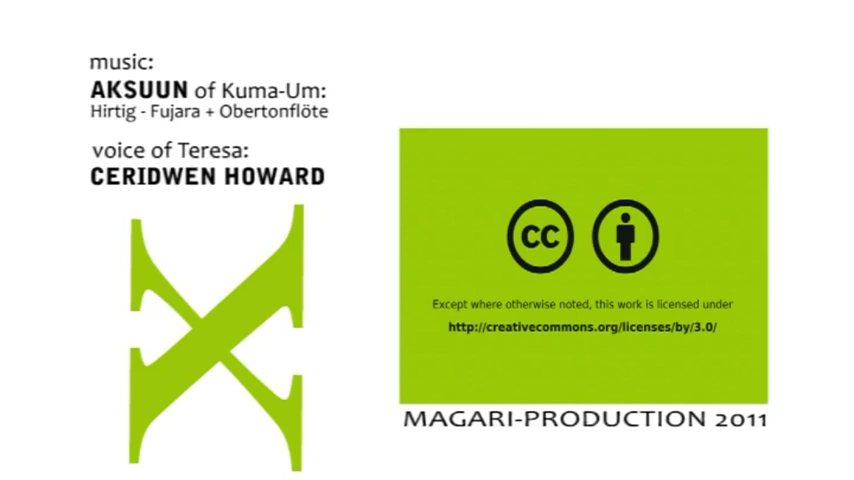 music:
AKSUUN of Kuma-Um:
Hirtig - Fujara + Obertonflöte
voice of Teresa:
CERIDWEN HOWARD
X
cc
Except where otherwise noted, this work is licensed under
http://creativecommons.org/licenses/by/3.0/
MAGARI-PRODUCTION 2011